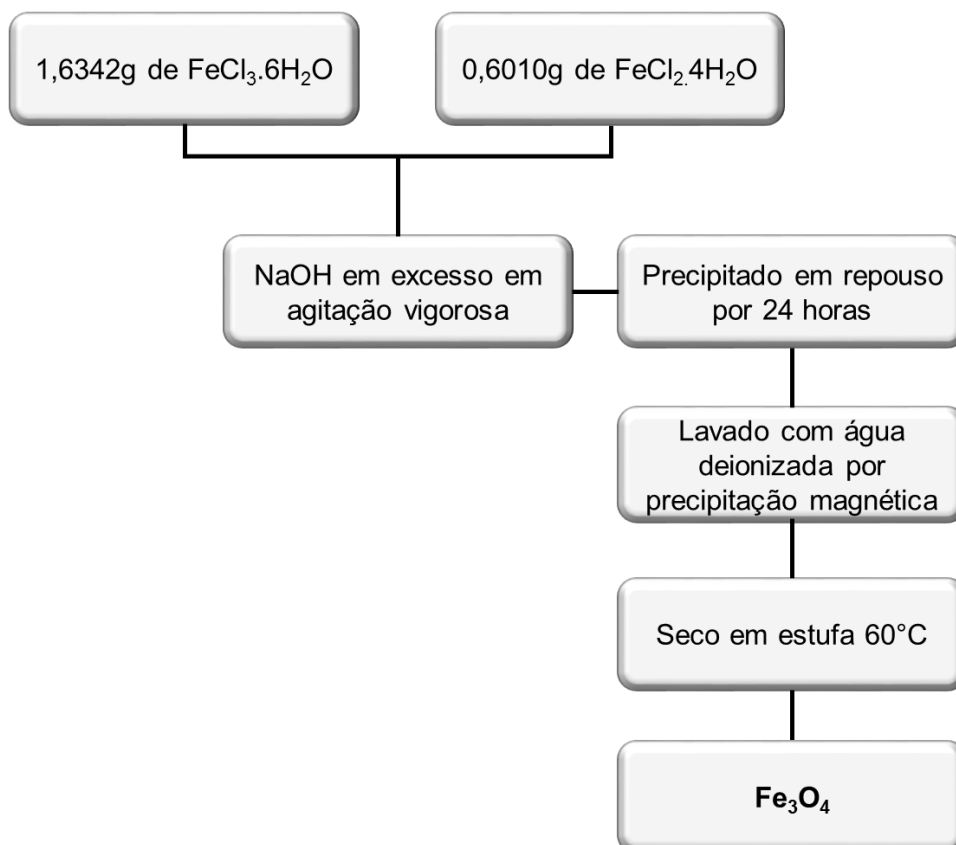 1,6342g de FeCl₃.6H₂O
0,6010g de FeCl₂.4H₂O
NaOH em excesso em
agitação vigorosa
Precipitado em repouso
por 24 horas
Lavado com água
deionizada por
precipitação magnética
Seco em estufa 60°C
Fe₃O₄